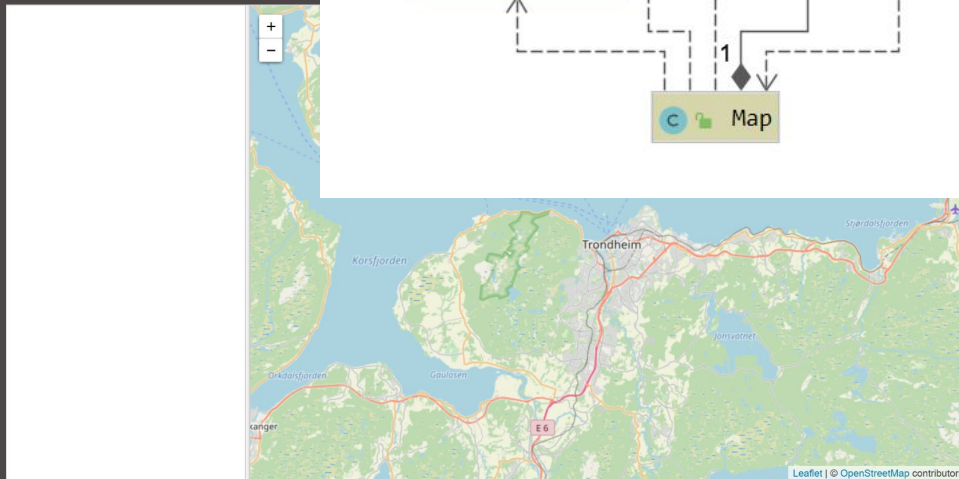 +
−
1
C Map
Trondheim
Stjørdalsfjorden
Korsfjorden
Jonsvatnet
Orkdalsfjorden
Gaulosen
kanger
E 6
Leaflet | © OpenStreetMap contributor